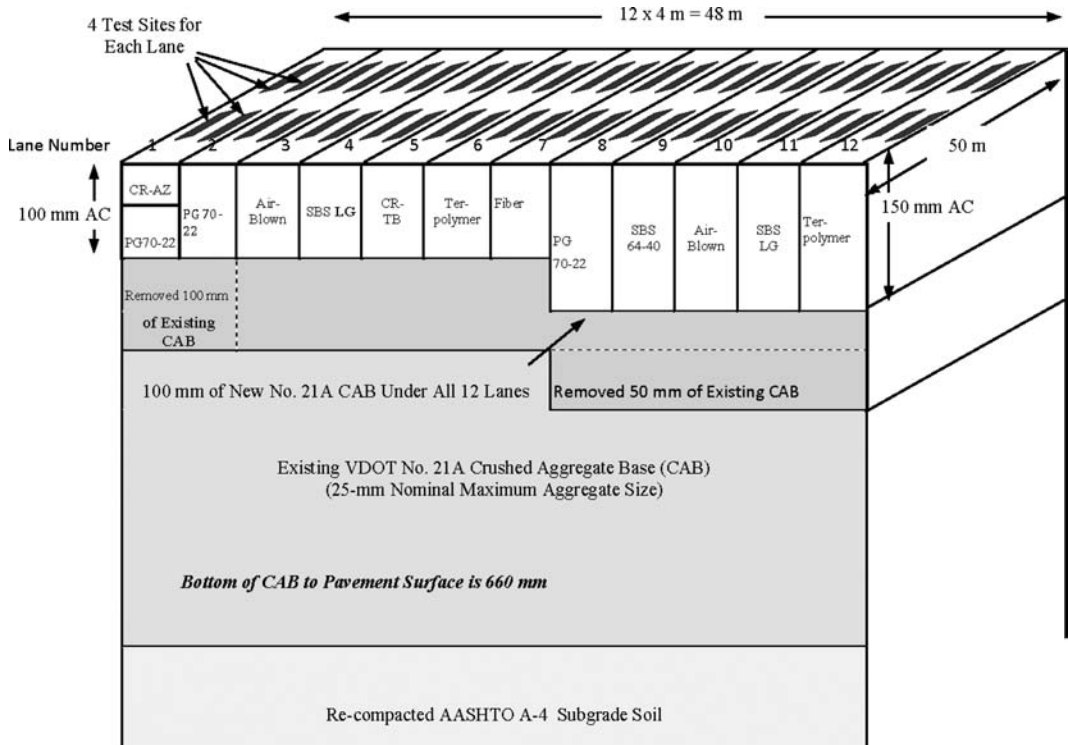 12 x 4 m = 48 m
4 Test Sites for
Each Lane
Lane Number
1 2 3 4 5 6 7 8 9 10 11 12
50 m
100 mm AC
150 mm AC
CR-AZ
PG70-22
PG 70-
22
Air-
Blown
SBS LG
CR-
TB
Ter-
polymer
Fiber
PG
70-22
SBS
64-40
Air-
Blown
SBS
LG
Ter-
polymer
Removed 100 mm
of Existing
CAB
100 mm of New No. 21A CAB Under All 12 Lanes
Removed 50 mm of Existing CAB
Existing VDOT No. 21A Crushed Aggregate Base (CAB)
(25-mm Nominal Maximum Aggregate Size)
Bottom of CAB to Pavement Surface is 660 mm
Re-compacted AASHTO A-4 Subgrade Soil